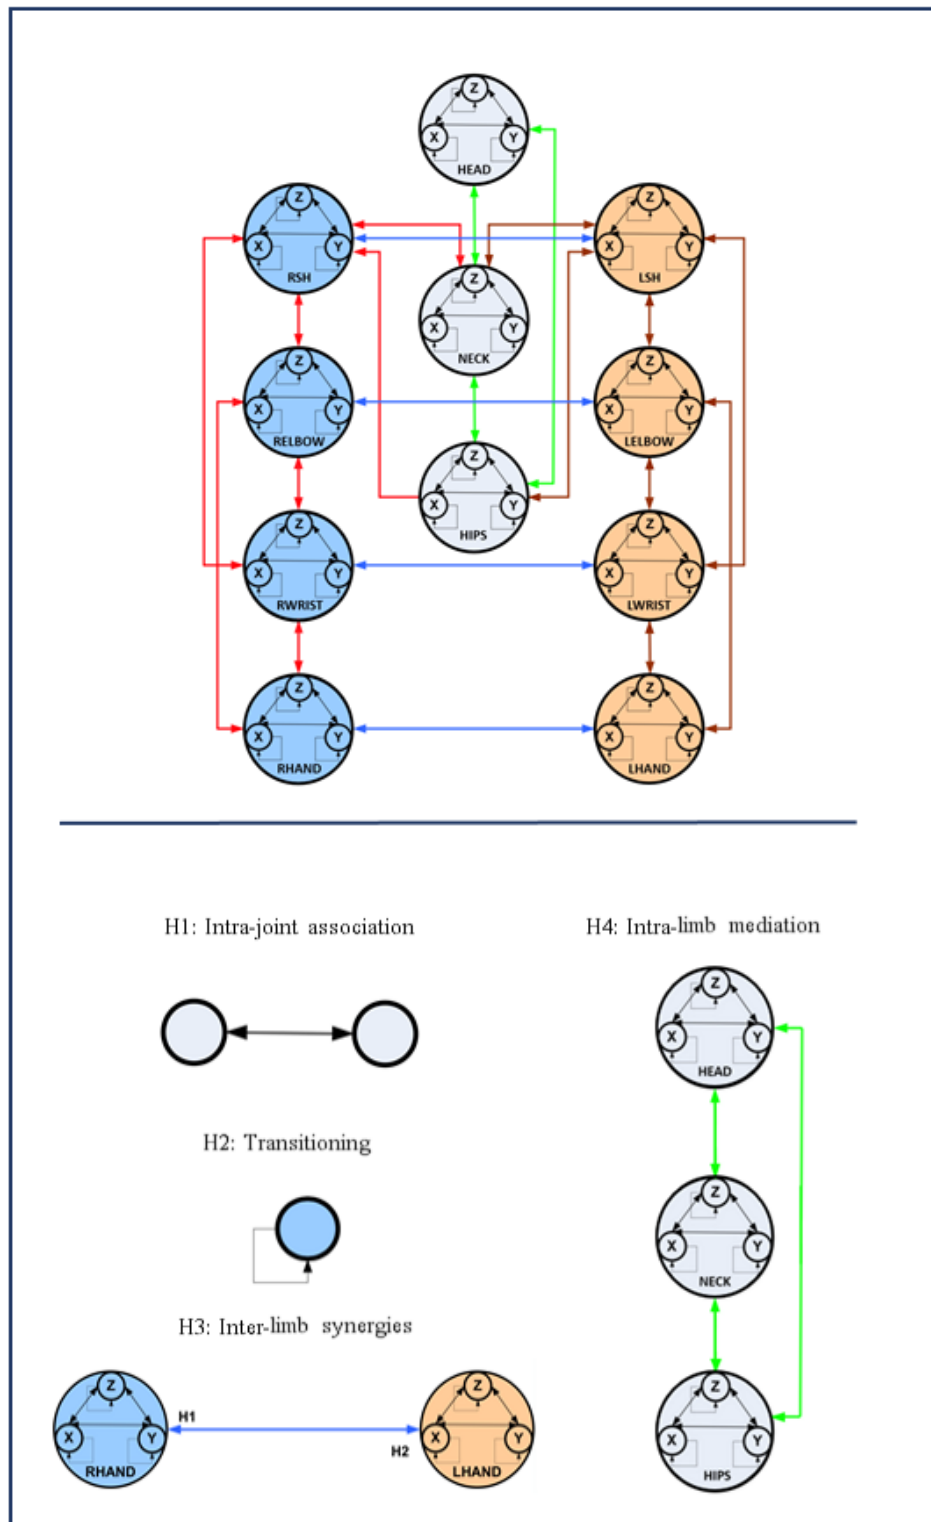 Z
X Y
HEAD
Z
X Y
RSH
Z
X Y
LSH
Z
X Y
NECK
Z
X Y
RELBOW
Z
X Y
LELBOW
Z
X Y
HIPS
Z
X Y
RWRIST
Z
X Y
LWRIST
Z
X Y
RHAND
Z
X Y
LHAND
H1: Intra-joint association
H2: Transitioning
H3: Inter-limb synergies
Z
X Y
RHAND
H1
H2
Z
X Y
LHAND
H4: Intra-limb mediation
Z
X Y
HEAD
Z
X Y
NECK
Z
X Y
HIPS